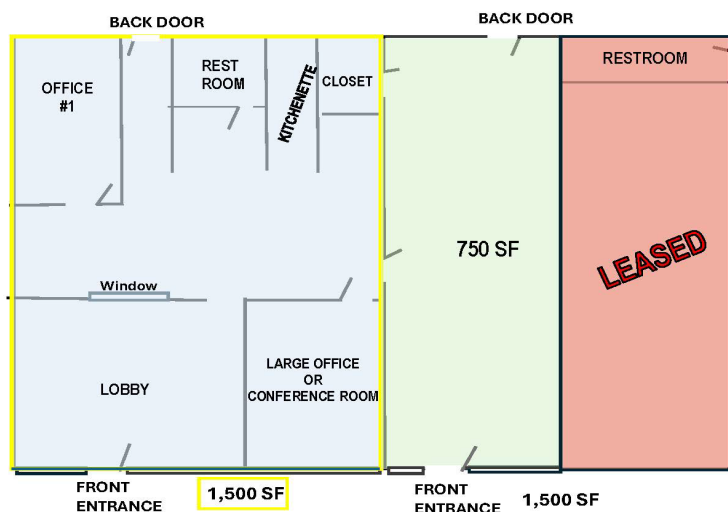 BACK DOOR
BACK DOOR
OFFICE
#1
REST
ROOM
KITCHENETTE
CLOSET
RESTROOM
750 SF
LEASED
Window
LOBBY
LARGE OFFICE
OR
CONFERENCE ROOM
FRONT
ENTRANCE
1,500 SF
FRONT
ENTRANCE
1,500 SF